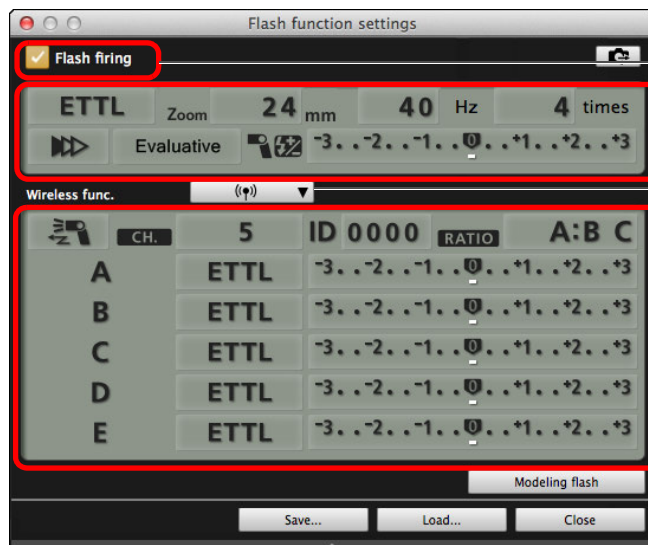 Flash function settings
Flash firing
ETTL Zoom 24 mm 40 Hz 4 times
Evaluative -3..-2..-1..0..+1..+2..+3
Wireless func.
CH. 5 ID 0000 RATIO A:B C
A ETTL -3..-2..-1..0..+1..+2..+3
B ETTL -3..-2..-1..0..+1..+2..+3
C ETTL -3..-2..-1..0..+1..+2..+3
D ETTL -3..-2..-1..0..+1..+2..+3
E ETTL -3..-2..-1..0..+1..+2..+3
Modeling flash
Save... Load... Close